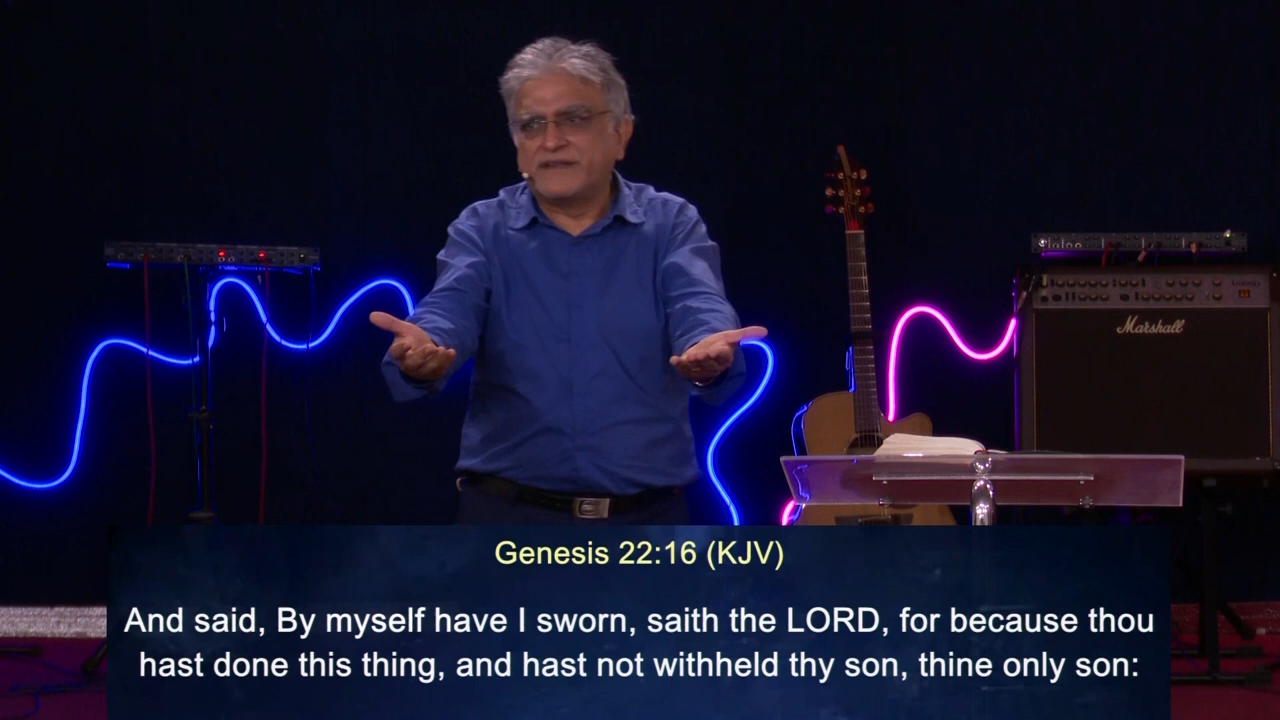 Marshall
Genesis 22:16 (KJV)
And said, By myself have I sworn, saith the LORD, for because thou
hast done this thing, and hast not withheld thy son, thine only son: